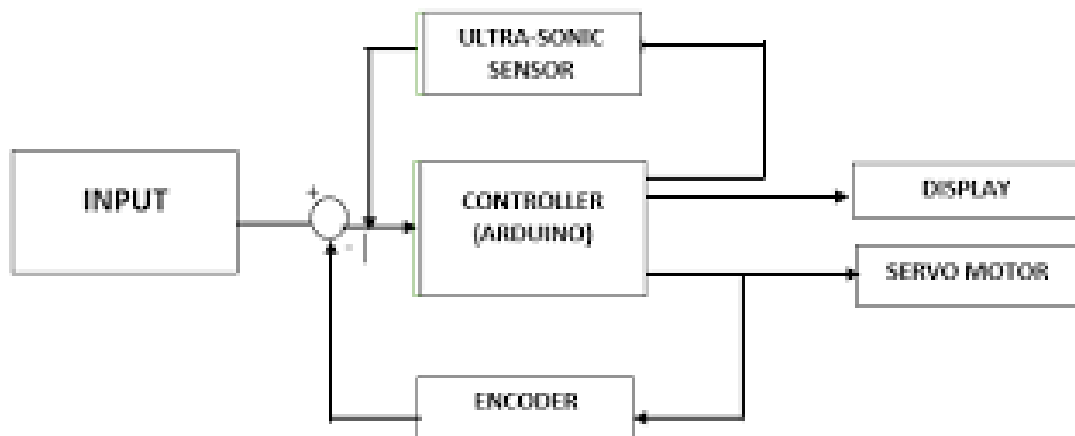 ULTRA-SONIC
SENSOR
INPUT
+
-
CONTROLLER
(ARDUINO)
DISPLAY
SERVO MOTOR
ENCODER